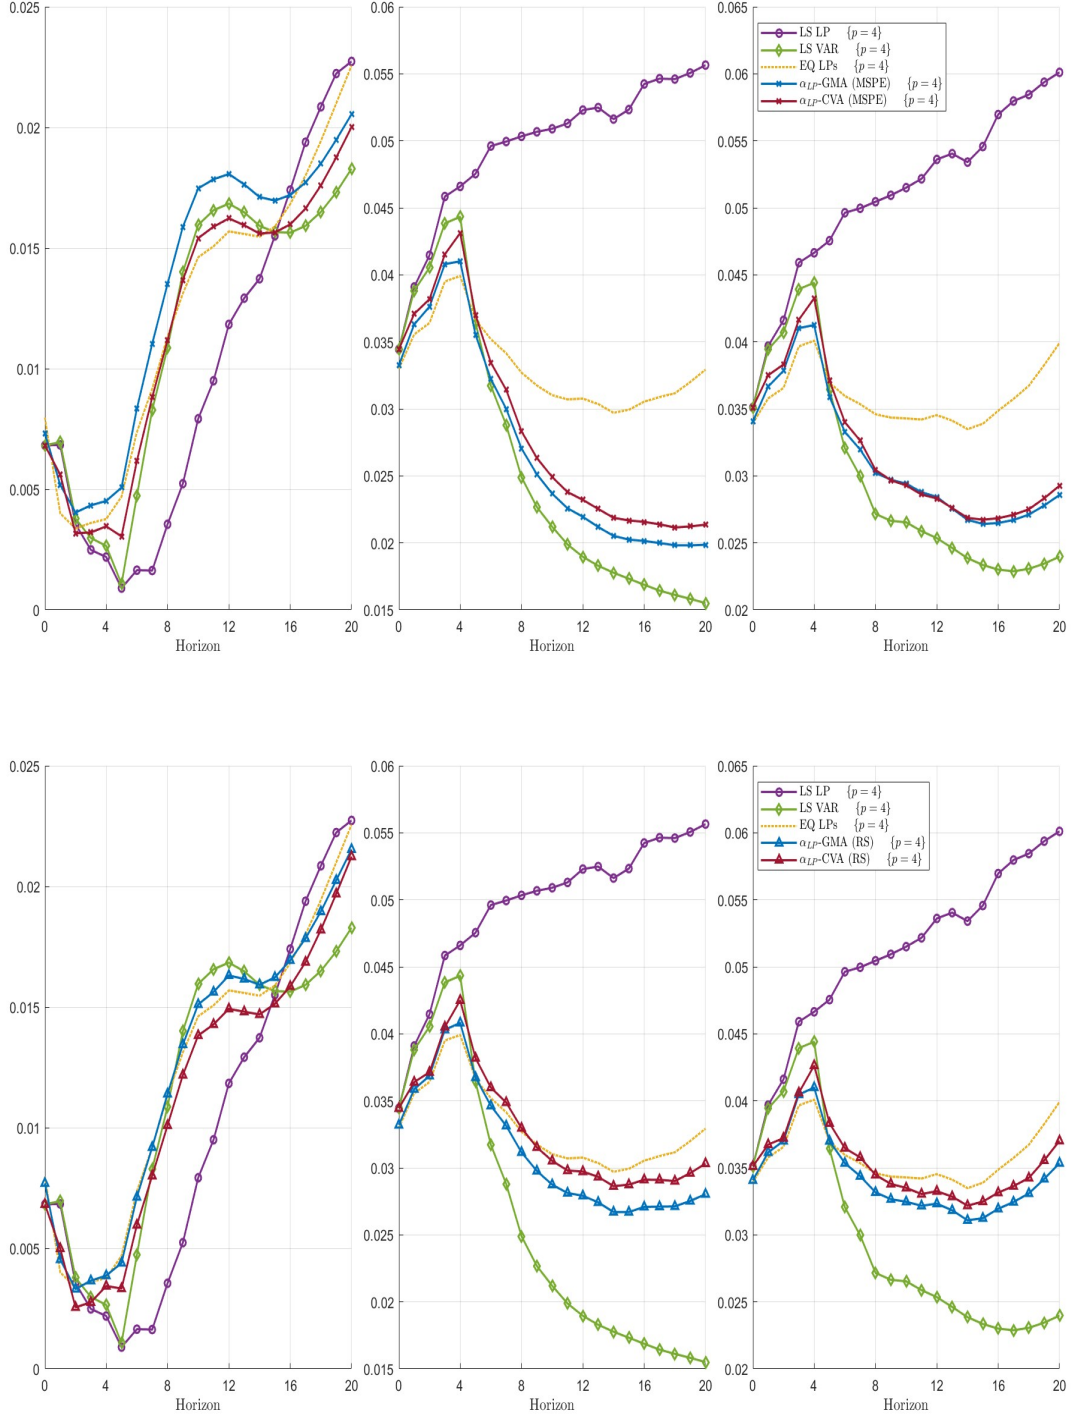 0.025
0.02
0.015
0.01
0.005
0
0 4 8 12 16 20
Horizon
0.06
0.055
0.05
0.045
0.04
0.035
0.03
0.025
0.02
0.015
0 4 8 12 16 20
Horizon
0.065
0.06
0.055
0.05
0.045
0.04
0.035
0.03
0.025
0.02
0 4 8 12 16 20
Horizon
LS LP {p = 4}
LS VAR {p = 4}
EQ LPs {p = 4}
α_LP-GMA (MSPE) {p = 4}
α_LP-CVA (MSPE) {p = 4}
0.025
0.02
0.015
0.01
0.005
0
0 4 8 12 16 20
Horizon
0.06
0.055
0.05
0.045
0.04
0.035
0.03
0.025
0.02
0.015
0 4 8 12 16 20
Horizon
0.065
0.06
0.055
0.05
0.045
0.04
0.035
0.03
0.025
0.02
0 4 8 12 16 20
Horizon
LS LP {p = 4}
LS VAR {p = 4}
EQ LPs {p = 4}
α_LP-GMA (RS) {p = 4}
α_LP-CVA (RS) {p = 4}